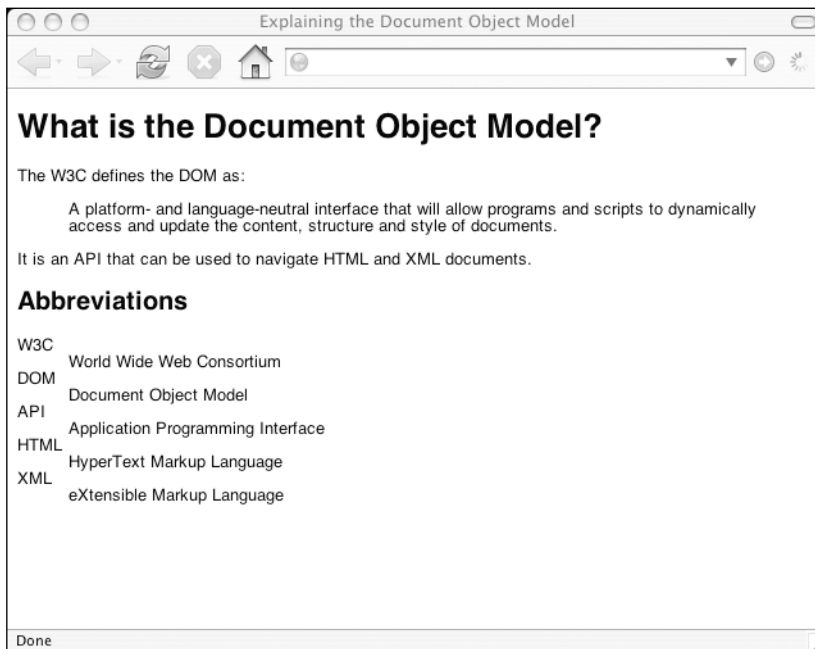 Explaining the Document Object Model
What is the Document Object Model?
The W3C defines the DOM as:
A platform- and language-neutral interface that will allow programs and scripts to dynamically
access and update the content, structure and style of documents.
It is an API that can be used to navigate HTML and XML documents.
Abbreviations
W3C
World Wide Web Consortium
DOM
Document Object Model
API
Application Programming Interface
HTML
HyperText Markup Language
XML
eXtensible Markup Language
Done